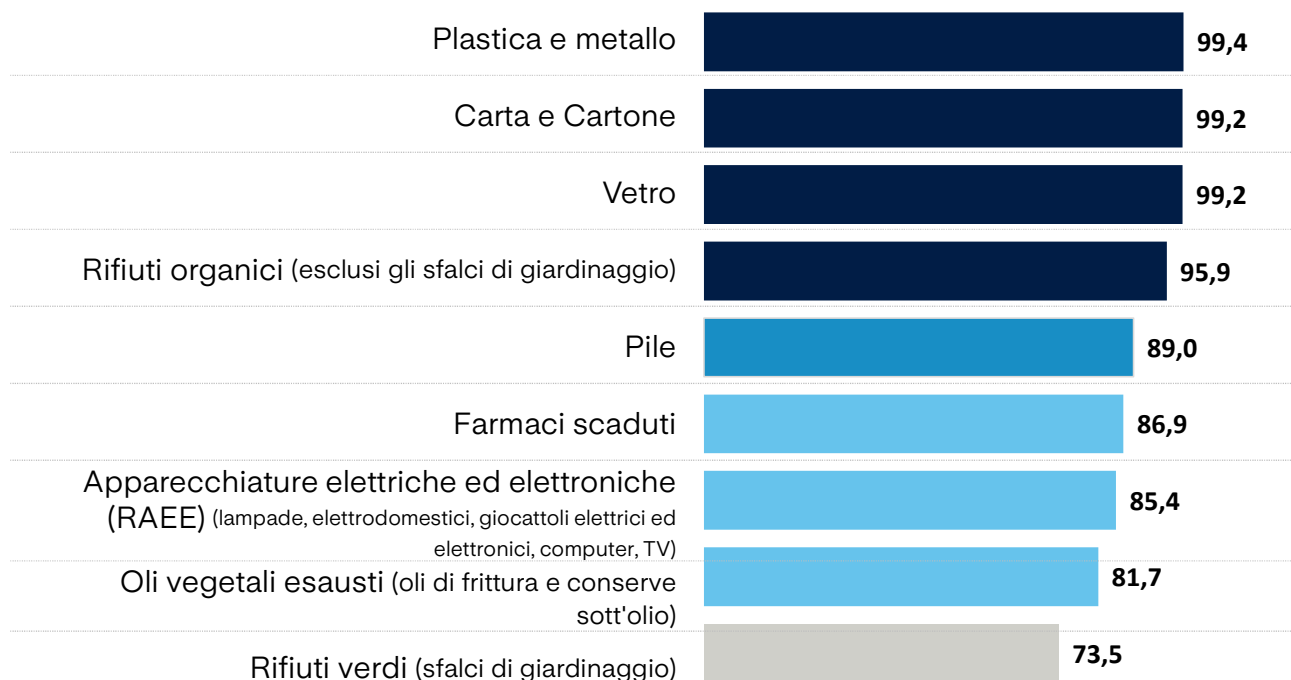 Plastica e metallo 99,4
Carta e Cartone 99,2
Vetro 99,2
Rifiuti organici (esclusi gli sfalci di giardinaggio) 95,9
Pile 89,0
Farmaci scaduti 86,9
Apparecchiature elettriche ed elettroniche
(RAEE) (lampade, elettrodomestici, giocattoli elettrici ed 85,4
elettronici, computer, TV)
Oli vegetali esausti (oli di frittura e conserve 81,7
sott'olio)
Rifiuti verdi (sfalci di giardinaggio) 73,5